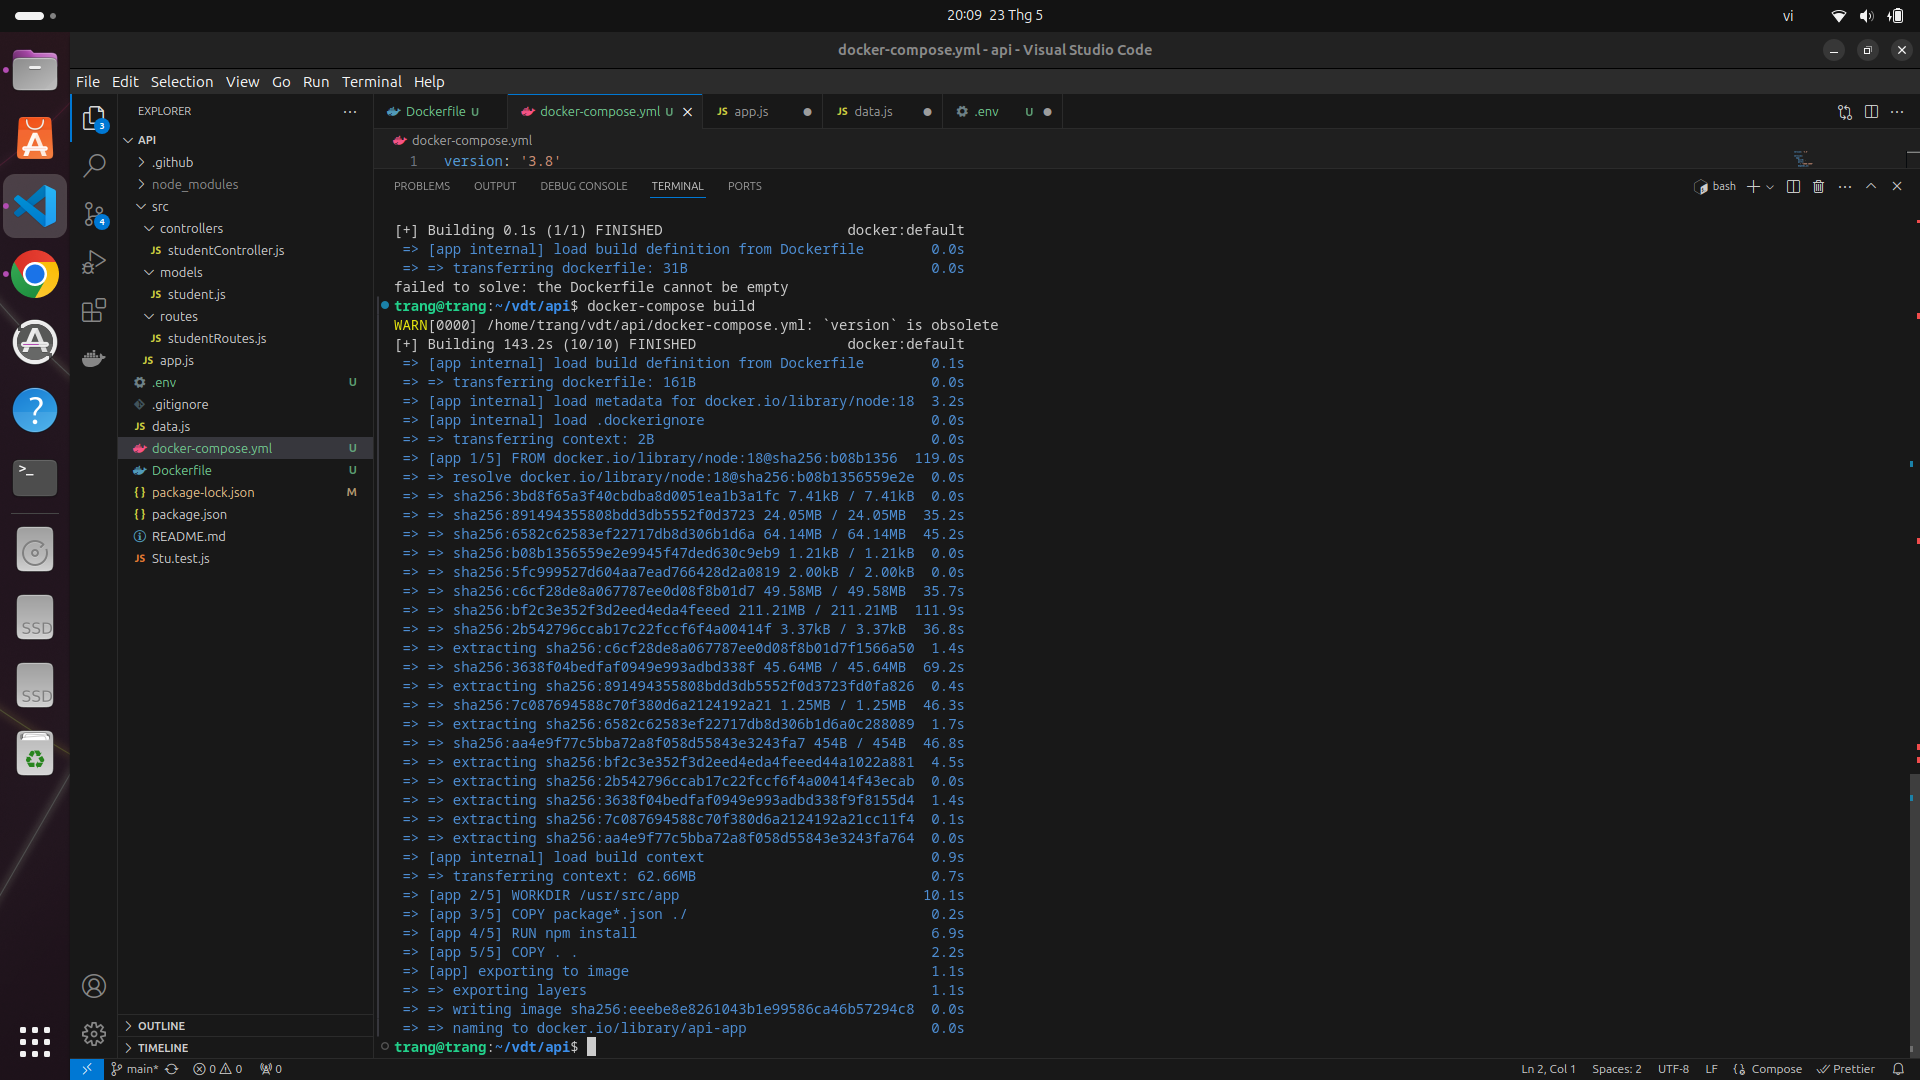 20:09 23 Thg 5
vi
docker-compose.yml - api - Visual Studio Code
File Edit Selection View Go Run Terminal Help
EXPLORER
API
.github
node_modules
src
controllers
JS studentController.js
models
JS student.js
routes
JS studentRoutes.js
JS app.js
.env U
.gitignore
JS data.js
docker-compose.yml U
Dockerfile U
{} package-lock.json M
{} package.json
README.md
JS Stu.test.js
OUTLINE
TIMELINE
3
4
SSD
SSD
Dockerfile U
docker-compose.yml U
JS app.js
JS data.js
.env U
docker-compose.yml
1 version: '3.8'
PROBLEMS OUTPUT DEBUG CONSOLE TERMINAL PORTS
bash
[+] Building 0.1s (1/1) FINISHED docker:default
=> [app internal] load build definition from Dockerfile 0.0s
=> => transferring dockerfile: 31B 0.0s
failed to solve: the Dockerfile cannot be empty
trang@trang:~/vdt/api$ docker-compose build
WARN[0000] /home/trang/vdt/api/docker-compose.yml: `version` is obsolete
[+] Building 143.2s (10/10) FINISHED docker:default
=> [app internal] load build definition from Dockerfile 0.1s
=> => transferring dockerfile: 161B 0.0s
=> [app internal] load metadata for docker.io/library/node:18 3.2s
=> [app internal] load .dockerignore 0.0s
=> => transferring context: 2B 0.0s
=> [app 1/5] FROM docker.io/library/node:18@sha256:b08b1356 119.0s
=> => resolve docker.io/library/node:18@sha256:b08b1356559e2e 0.0s
=> => sha256:3bd8f65a3f40cbdba8d0051ea1b3a1fc 7.41kB / 7.41kB 0.0s
=> => sha256:891494355808bdd3db5552f0d3723 24.05MB / 24.05MB 35.2s
=> => sha256:6582c62583ef22717db8d306b1d6a 64.14MB / 64.14MB 45.2s
=> => sha256:b08b1356559e2e9945f47ded630c9eb9 1.21kB / 1.21kB 0.0s
=> => sha256:5fc999527d604aa7ead766428d2a0819 2.00kB / 2.00kB 0.0s
=> => sha256:c6cf28de8a067787ee0d08f8b01d7 49.58MB / 49.58MB 35.7s
=> => sha256:bf2c3e352f3d2eed4eda4feeed 211.21MB / 211.21MB 111.9s
=> => sha256:2b542796ccab17c22fccf6f4a00414f 3.37kB / 3.37kB 36.8s
=> => extracting sha256:c6cf28de8a067787ee0d08f8b01d7f1566a50 1.4s
=> => sha256:3638f04bedfaf0949e993adbd338f 45.64MB / 45.64MB 69.2s
=> => extracting sha256:891494355808bdd3db5552f0d3723fd0fa826 0.4s
=> => sha256:7c087694588c70f380d6a2124192a21 1.25MB / 1.25MB 46.3s
=> => extracting sha256:6582c62583ef22717db8d306b1d6a0c288089 1.7s
=> => sha256:aa4e9f77c5bba72a8f058d55843e3243fa7 454B / 454B 46.8s
=> => extracting sha256:bf2c3e352f3d2eed4eda4feeed44a1022a881 4.5s
=> => extracting sha256:2b542796ccab17c22fccf6f4a00414f43ecab 0.0s
=> => extracting sha256:3638f04bedfaf0949e993adbd338f9f8155d4 1.4s
=> => extracting sha256:7c087694588c70f380d6a2124192a21cc11f4 0.1s
=> => extracting sha256:aa4e9f77c5bba72a8f058d55843e3243fa764 0.0s
=> [app internal] load build context 0.9s
=> => transferring context: 62.66MB 0.7s
=> [app 2/5] WORKDIR /usr/src/app 10.1s
=> [app 3/5] COPY package*.json ./ 0.2s
=> [app 4/5] RUN npm install 6.9s
=> [app 5/5] COPY . . 2.2s
=> [app] exporting to image 1.1s
=> => exporting layers 1.1s
=> => writing image sha256:eeebe8e8261043b1e99586ca46b57294c8 0.0s
=> => naming to docker.io/library/api-app 0.0s
trang@trang:~/vdt/api$
main* 0 0 0
Ln 2, Col 1 Spaces: 2 UTF-8 LF Compose Prettier